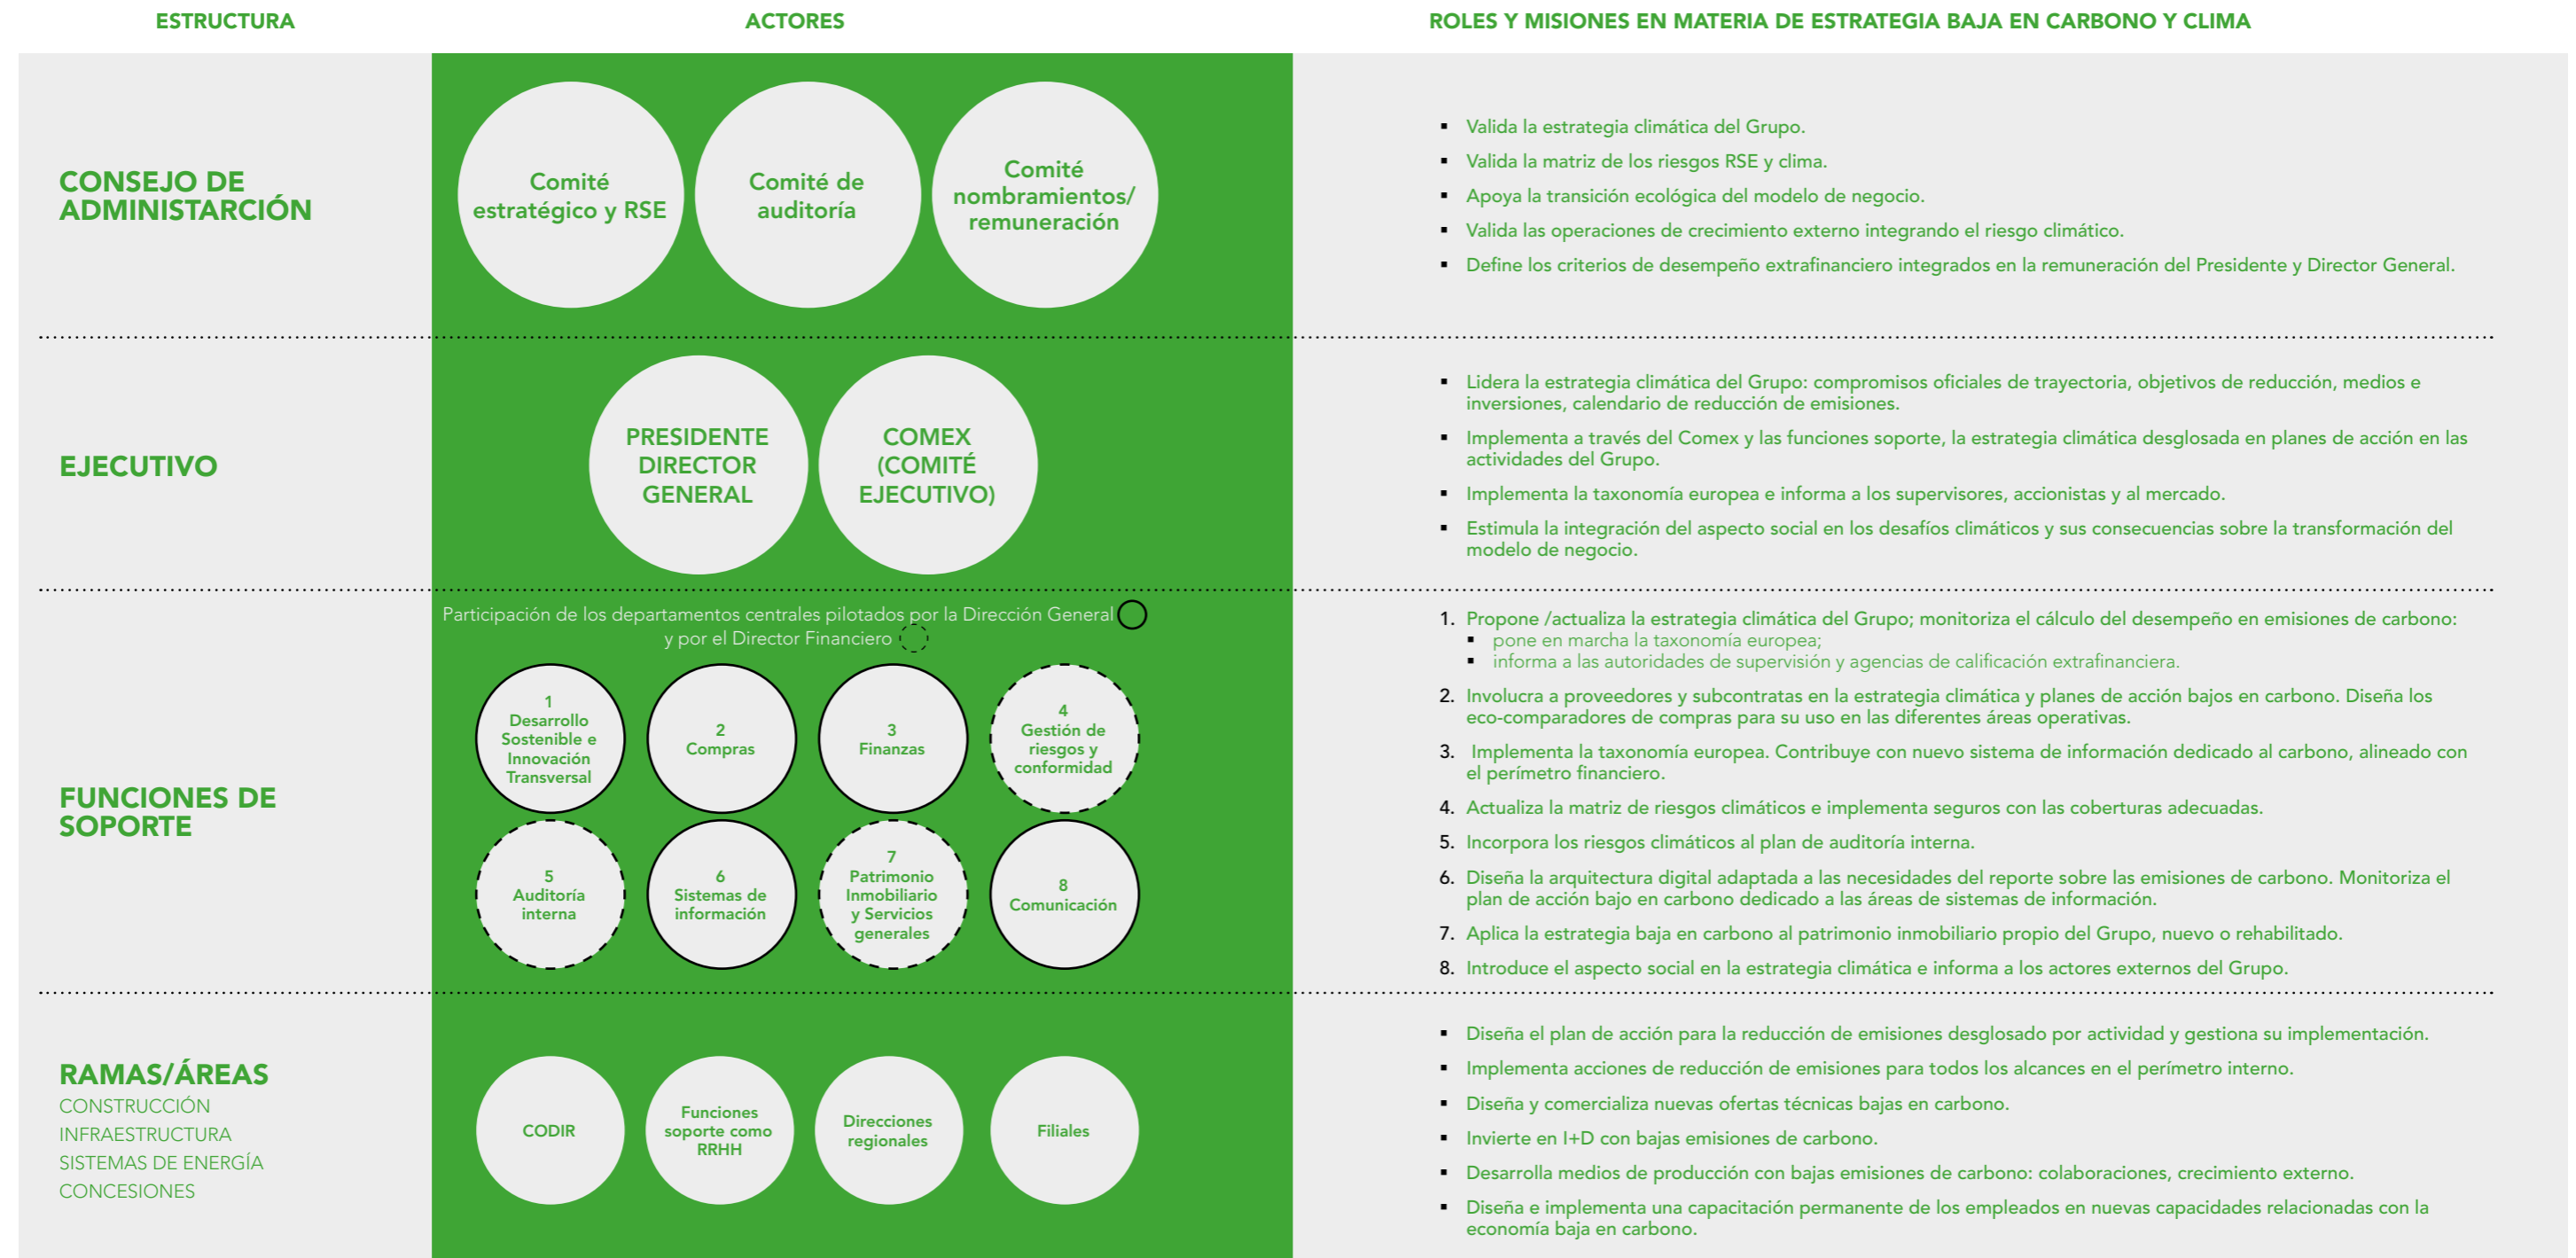 ESTRUCTURA
ACTORES
ROLES Y MISIONES EN MATERIA DE ESTRATEGIA BAJA EN CARBONO Y CLIMA
CONSEJO DE
ADMINISTARCIÓN
Comité
estratégico y RSE
Comité de
auditoría
Comité
nombramientos/
remuneración
▪ Valida la estrategia climática del Grupo.
▪ Valida la matriz de los riesgos RSE y clima.
▪ Apoya la transición ecológica del modelo de negocio.
▪ Valida las operaciones de crecimiento externo integrando el riesgo climático.
▪ Define los criterios de desempeño extrafinanciero integrados en la remuneración del Presidente y Director General.
EJECUTIVO
PRESIDENTE
DIRECTOR
GENERAL
COMEX
(COMITÉ
EJECUTIVO)
▪ Lidera la estrategia climática del Grupo: compromisos oficiales de trayectoria, objetivos de reducción, medios e
inversiones, calendario de reducción de emisiones.
▪ Implementa a través del Comex y las funciones soporte, la estrategia climática desglosada en planes de acción en las
actividades del Grupo.
▪ Implementa la taxonomía europea e informa a los supervisores, accionistas y al mercado.
▪ Estimula la integración del aspecto social en los desafíos climáticos y sus consecuencias sobre la transformación del
modelo de negocio.
FUNCIONES DE
SOPORTE
Participación de los departamentos centrales pilotados por la Dirección General
y por el Director Financiero
1
Desarrollo
Sostenible e
Innovación
Transversal
2
Compras
3
Finanzas
4
Gestión de
riesgos y
conformidad
5
Auditoría
interna
6
Sistemas de
información
7
Patrimonio
Inmobiliario
y Servicios
generales
8
Comunicación
1. Propone /actualiza la estrategia climática del Grupo; monitoriza el cálculo del desempeño en emisiones de carbono:
▪ pone en marcha la taxonomía europea;
▪ informa a las autoridades de supervisión y agencias de calificación extrafinanciera.
2. Involucra a proveedores y subcontratas en la estrategia climática y planes de acción bajos en carbono. Diseña los
eco-comparadores de compras para su uso en las diferentes áreas operativas.
3. Implementa la taxonomía europea. Contribuye con nuevo sistema de información dedicado al carbono, alineado con
el perímetro financiero.
4. Actualiza la matriz de riesgos climáticos e implementa seguros con las coberturas adecuadas.
5. Incorpora los riesgos climáticos al plan de auditoría interna.
6. Diseña la arquitectura digital adaptada a las necesidades del reporte sobre las emisiones de carbono. Monitoriza el
plan de acción bajo en carbono dedicado a las áreas de sistemas de información.
7. Aplica la estrategia baja en carbono al patrimonio inmobiliario propio del Grupo, nuevo o rehabilitado.
8. Introduce el aspecto social en la estrategia climática e informa a los actores externos del Grupo.
RAMAS/ÁREAS
CONSTRUCCIÓN
INFRAESTRUCTURA
SISTEMAS DE ENERGÍA
CONCESIONES
CODIR
Funciones
soporte como
RRHH
Direcciones
regionales
Filiales
▪ Diseña el plan de acción para la reducción de emisiones desglosado por actividad y gestiona su implementación.
▪ Implementa acciones de reducción de emisiones para todos los alcances en el perímetro interno.
▪ Diseña y comercializa nuevas ofertas técnicas bajas en carbono.
▪ Invierte en I+D con bajas emisiones de carbono.
▪ Desarrolla medios de producción con bajas emisiones de carbono: colaboraciones, crecimiento externo.
▪ Diseña e implementa una capacitación permanente de los empleados en nuevas capacidades relacionadas con la
economía baja en carbono.